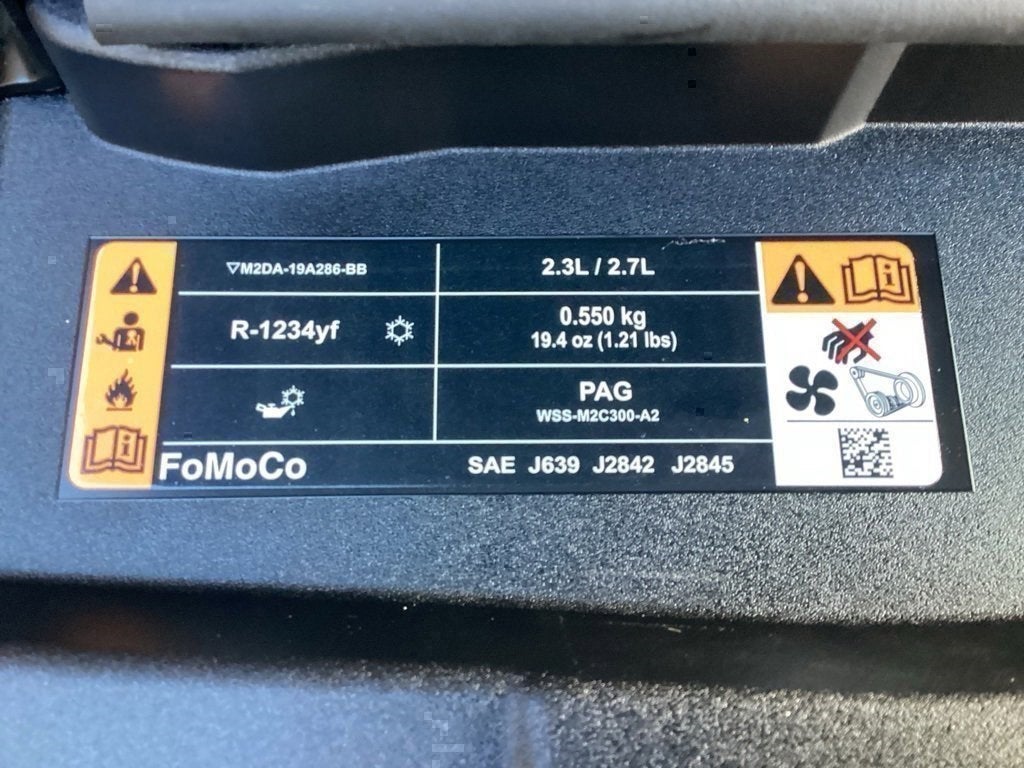 ▽M2DA-19A286-BB
2.3L / 2.7L
R-1234yf
0.550 kg
19.4 oz (1.21 lbs)
PAG
WSS-M2C300-A2
FoMoCo
SAE J639 J2842 J2845